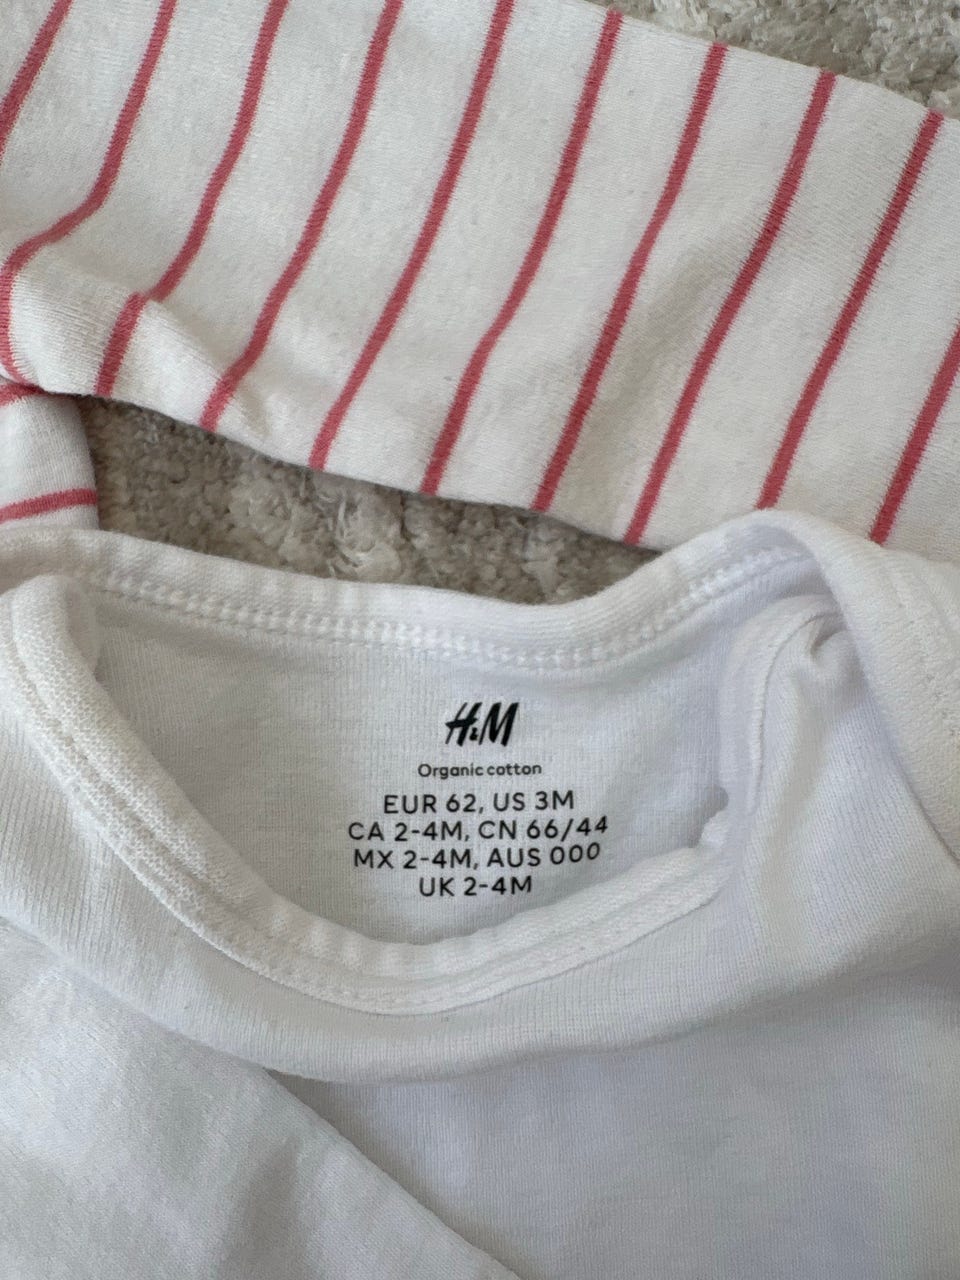 H&M
Organic cotton
EUR 62, US 3M
CA 2-4M, CN 66/44
MX 2-4M, AUS 000
UK 2-4M